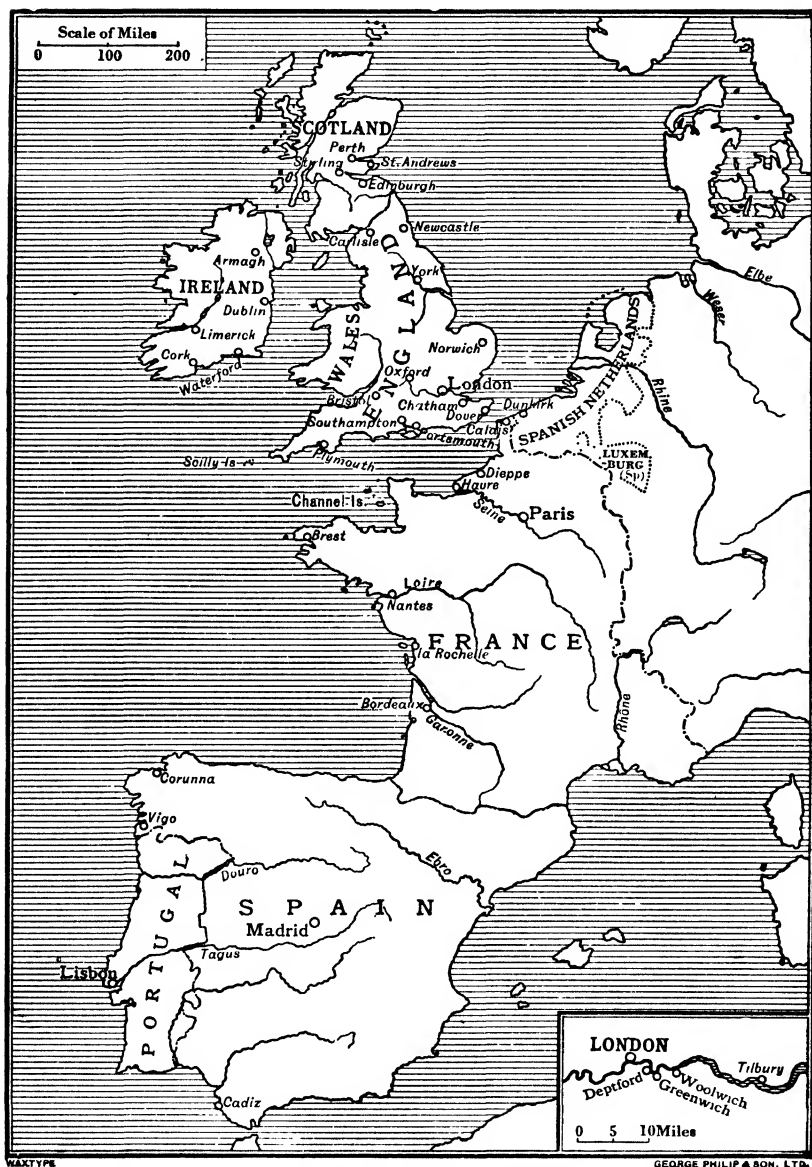 Scale of Miles
0 100 200
SCOTLAND
Perth
St. Andrews
Stirling
Edinburgh
Newcastle
Carlisle
Armagh
York
IRELAND
Dublin
ENGLAND
WALES
Limerick
Norwich
Cork
Waterford
Oxford
London
Bristol
Chatham
Dover
Dunkirk
Southampton
Calais
Portsmouth
Plymouth
Scilly Is
Elbe
Weser
SPANISH NETHERLANDS
Rhine
LUXEM
BURG
(Sp)
Dieppe
Havre
Channel Is.
Seine
Paris
Brest
Loire
Nantes
FRANCE
la Rochelle
Bordeaux
Garonne
Rhône
Corunna
Vigo
Ebro
Douro
SPAIN
Madrid
PORTUGAL
Tagus
Lisbon
Cadiz
LONDON
Tilbury
Deptford
Woolwich
Greenwich
0 5 10 Miles
WAXTYPE
GEORGE PHILIP & SON, LTD.